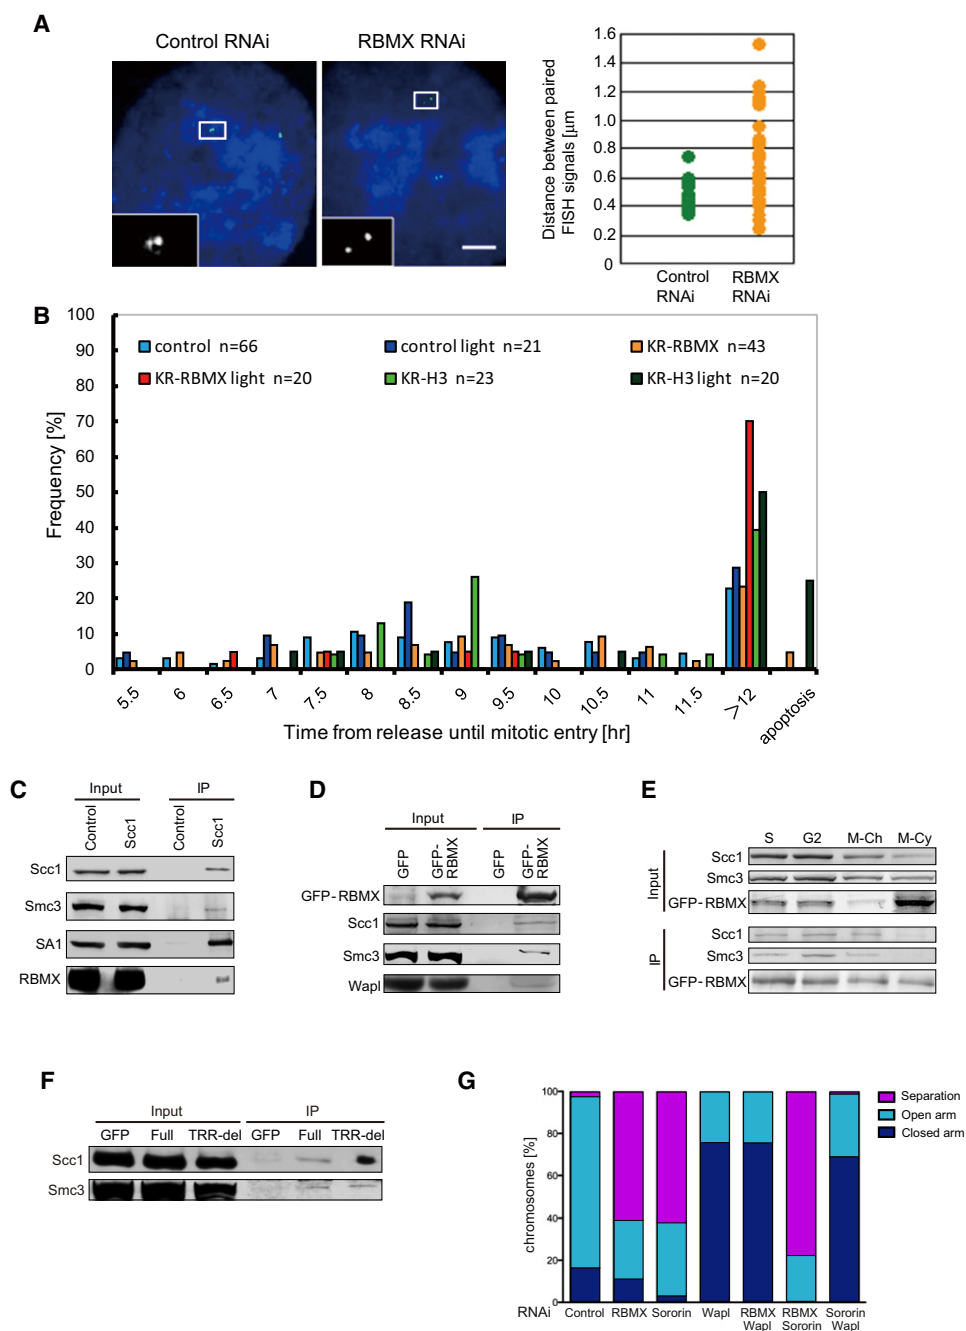 A
Control RNAi
RBMX RNAi
Distance between paired
FISH signals [μm
1.6
1.4
1.2
1
0.8
0.6
0.4
0.2
0
Control
RNAi
RBMX
RNAi
B
Frequency [%]
100
90
80
70
60
50
40
30
20
10
0
control n=66
control light n=21
KR-RBMX n=43
KR-RBMX light n=20
KR-H3 n=23
KR-H3 light n=20
5.5
6
6.5
7
7.5
8
8.5
9
9.5
10
10.5
11
11.5
>12
apoptosis
Time from release until mitotic entry [hr]
C
Input
IP
Control
Scc1
Control
Scc1
Scc1
Smc3
SA1
RBMX
D
Input
IP
GFP
GFP-
RBMX
GFP
GFP-
RBMX
GFP-RBMX
Scc1
Smc3
Wapl
E
S
G2
M-Ch
M-Cy
Input
Scc1
Smc3
GFP-RBMX
IP
Scc1
Smc3
GFP-RBMX
F
Input
IP
GFP
Full
TRR-del
GFP
Full
TRR-del
Scc1
Smc3
G
chromosomes [%]
100
80
60
40
20
0
Separation
Open arm
Closed arm
RNAi
Control
RBMX
Sororin
Wapl
RBMX
Wapl
RBMX
Sororin
Sororin
Wapl